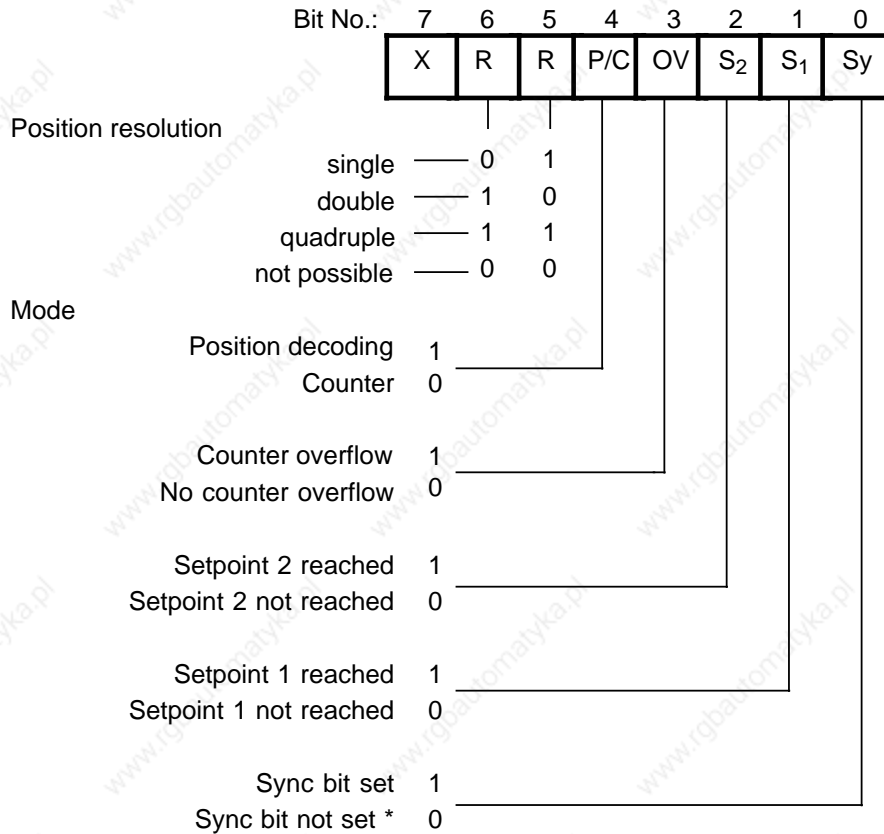 Bit No.: 7 6 5 4 3 2 1 0
X R R P/C OV S2 S1 Sy
Position resolution
single 0 1
double 1 0
quadruple 1 1
not possible 0 0
Mode
Position decoding 1
Counter 0
Counter overflow 1
No counter overflow 0
Setpoint 2 reached 1
Setpoint 2 not reached 0
Setpoint 1 reached 1
Setpoint 1 not reached 0
Sync bit set 1
Sync bit not set * 0
www.rgbautomatyka.pl